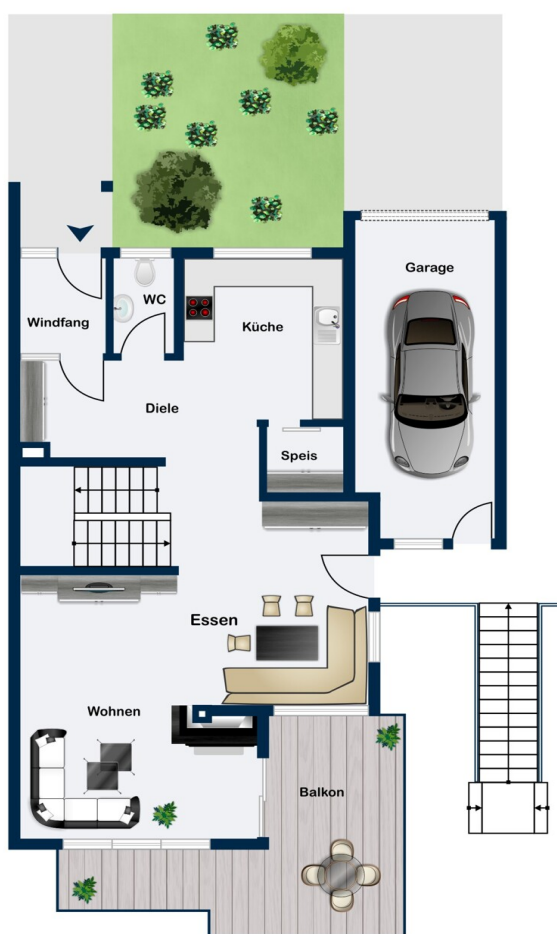 Garage
WC
Windfang
Küche
Diele
Speis
Essen
Wohnen
Balkon